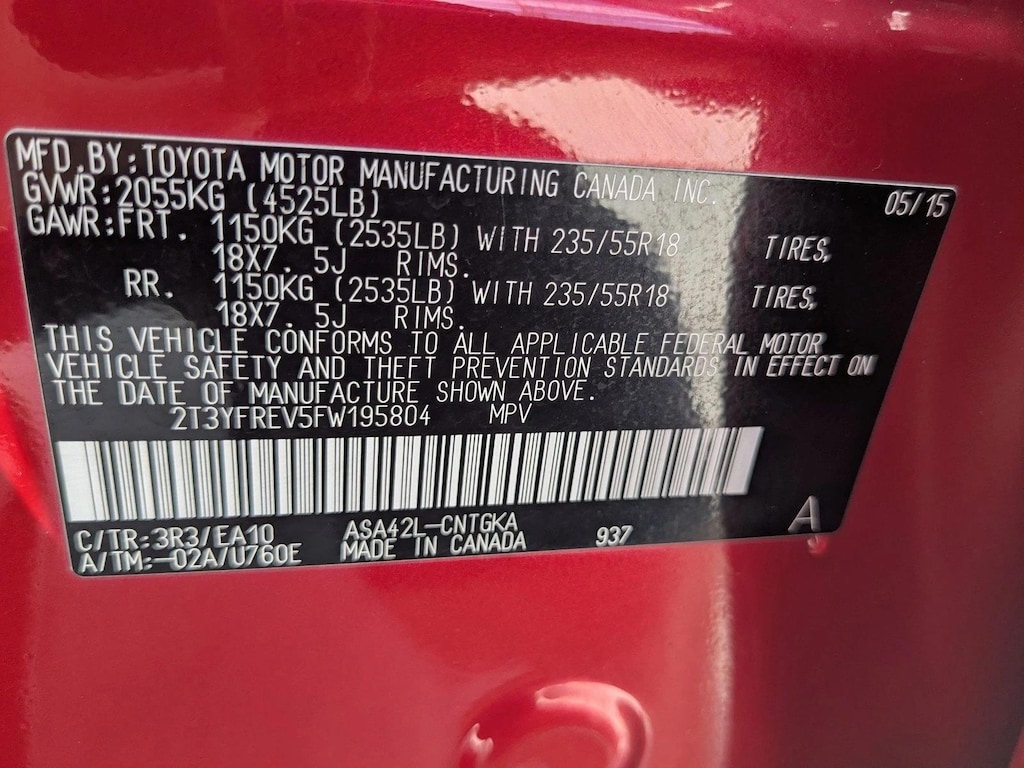 MFD.BY:TOYOTA MOTOR MANUFACTURING CANADA INC. 05/15
GVWR:2055KG (4525LB)
GAWR:FRT. 1150KG (2535LB) WITH 235/55R18 TIRES,
18X7.5J RIMS.
RR. 1150KG (2535LB) WITH 235/55R18 TIRES,
18X7.5J RIMS.
THIS VEHICLE CONFORMS TO ALL APPLICABLE FEDERAL MOTOR
VEHICLE SAFETY AND THEFT PREVENTION STANDARDS IN EFFECT ON
THE DATE OF MANUFACTURE SHOWN ABOVE.
2T3YFREV5FW195804 MPV
C/TR:3R3/EA10 ASA42L-CNTGKA 937 A
A/TM:-02A/U760E MADE IN CANADA